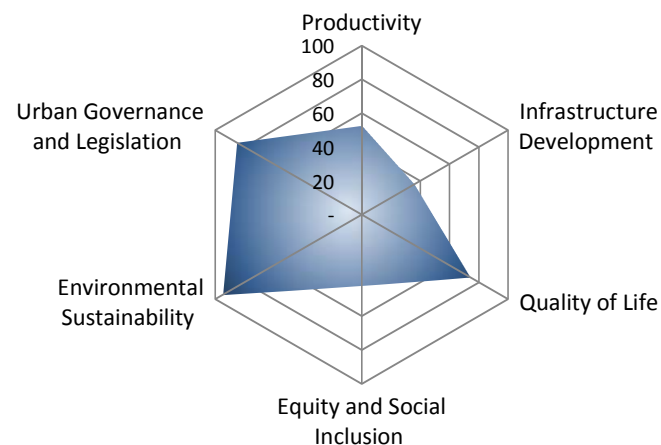 Productivity
100
80
60
40
20
-
Infrastructure
Development
Quality of Life
Equity and Social
Inclusion
Environmental
Sustainability
Urban Governance
and Legislation